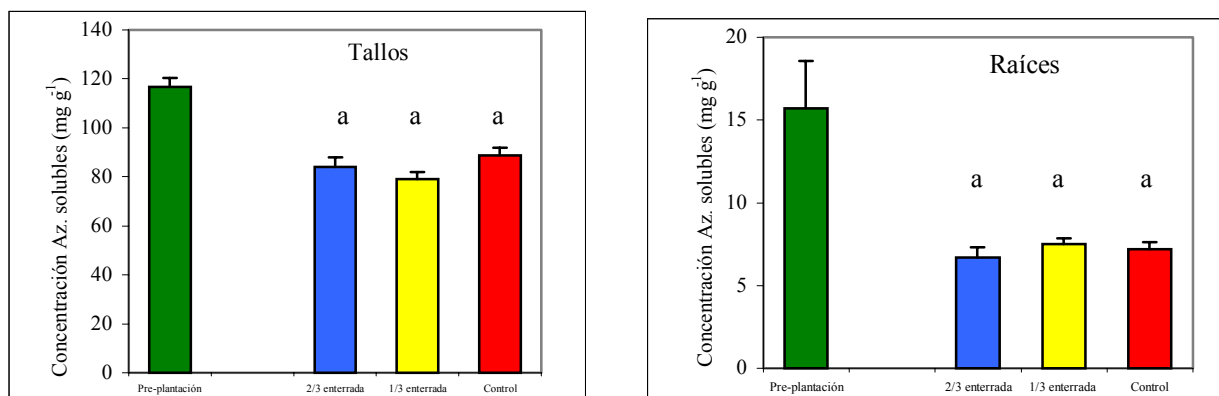 Tallos
Concentración Az. solubles (mg g-1)
140
120
100
80
60
40
20
0
a a a
Pre-plantación 2/3 enterrada 1/3 enterrada Control
Raíces
Concentración Az. solubles (mg g-1)
20
15
10
5
0
a a a
Pre-plantación 2/3 enterrada 1/3 enterrada Control